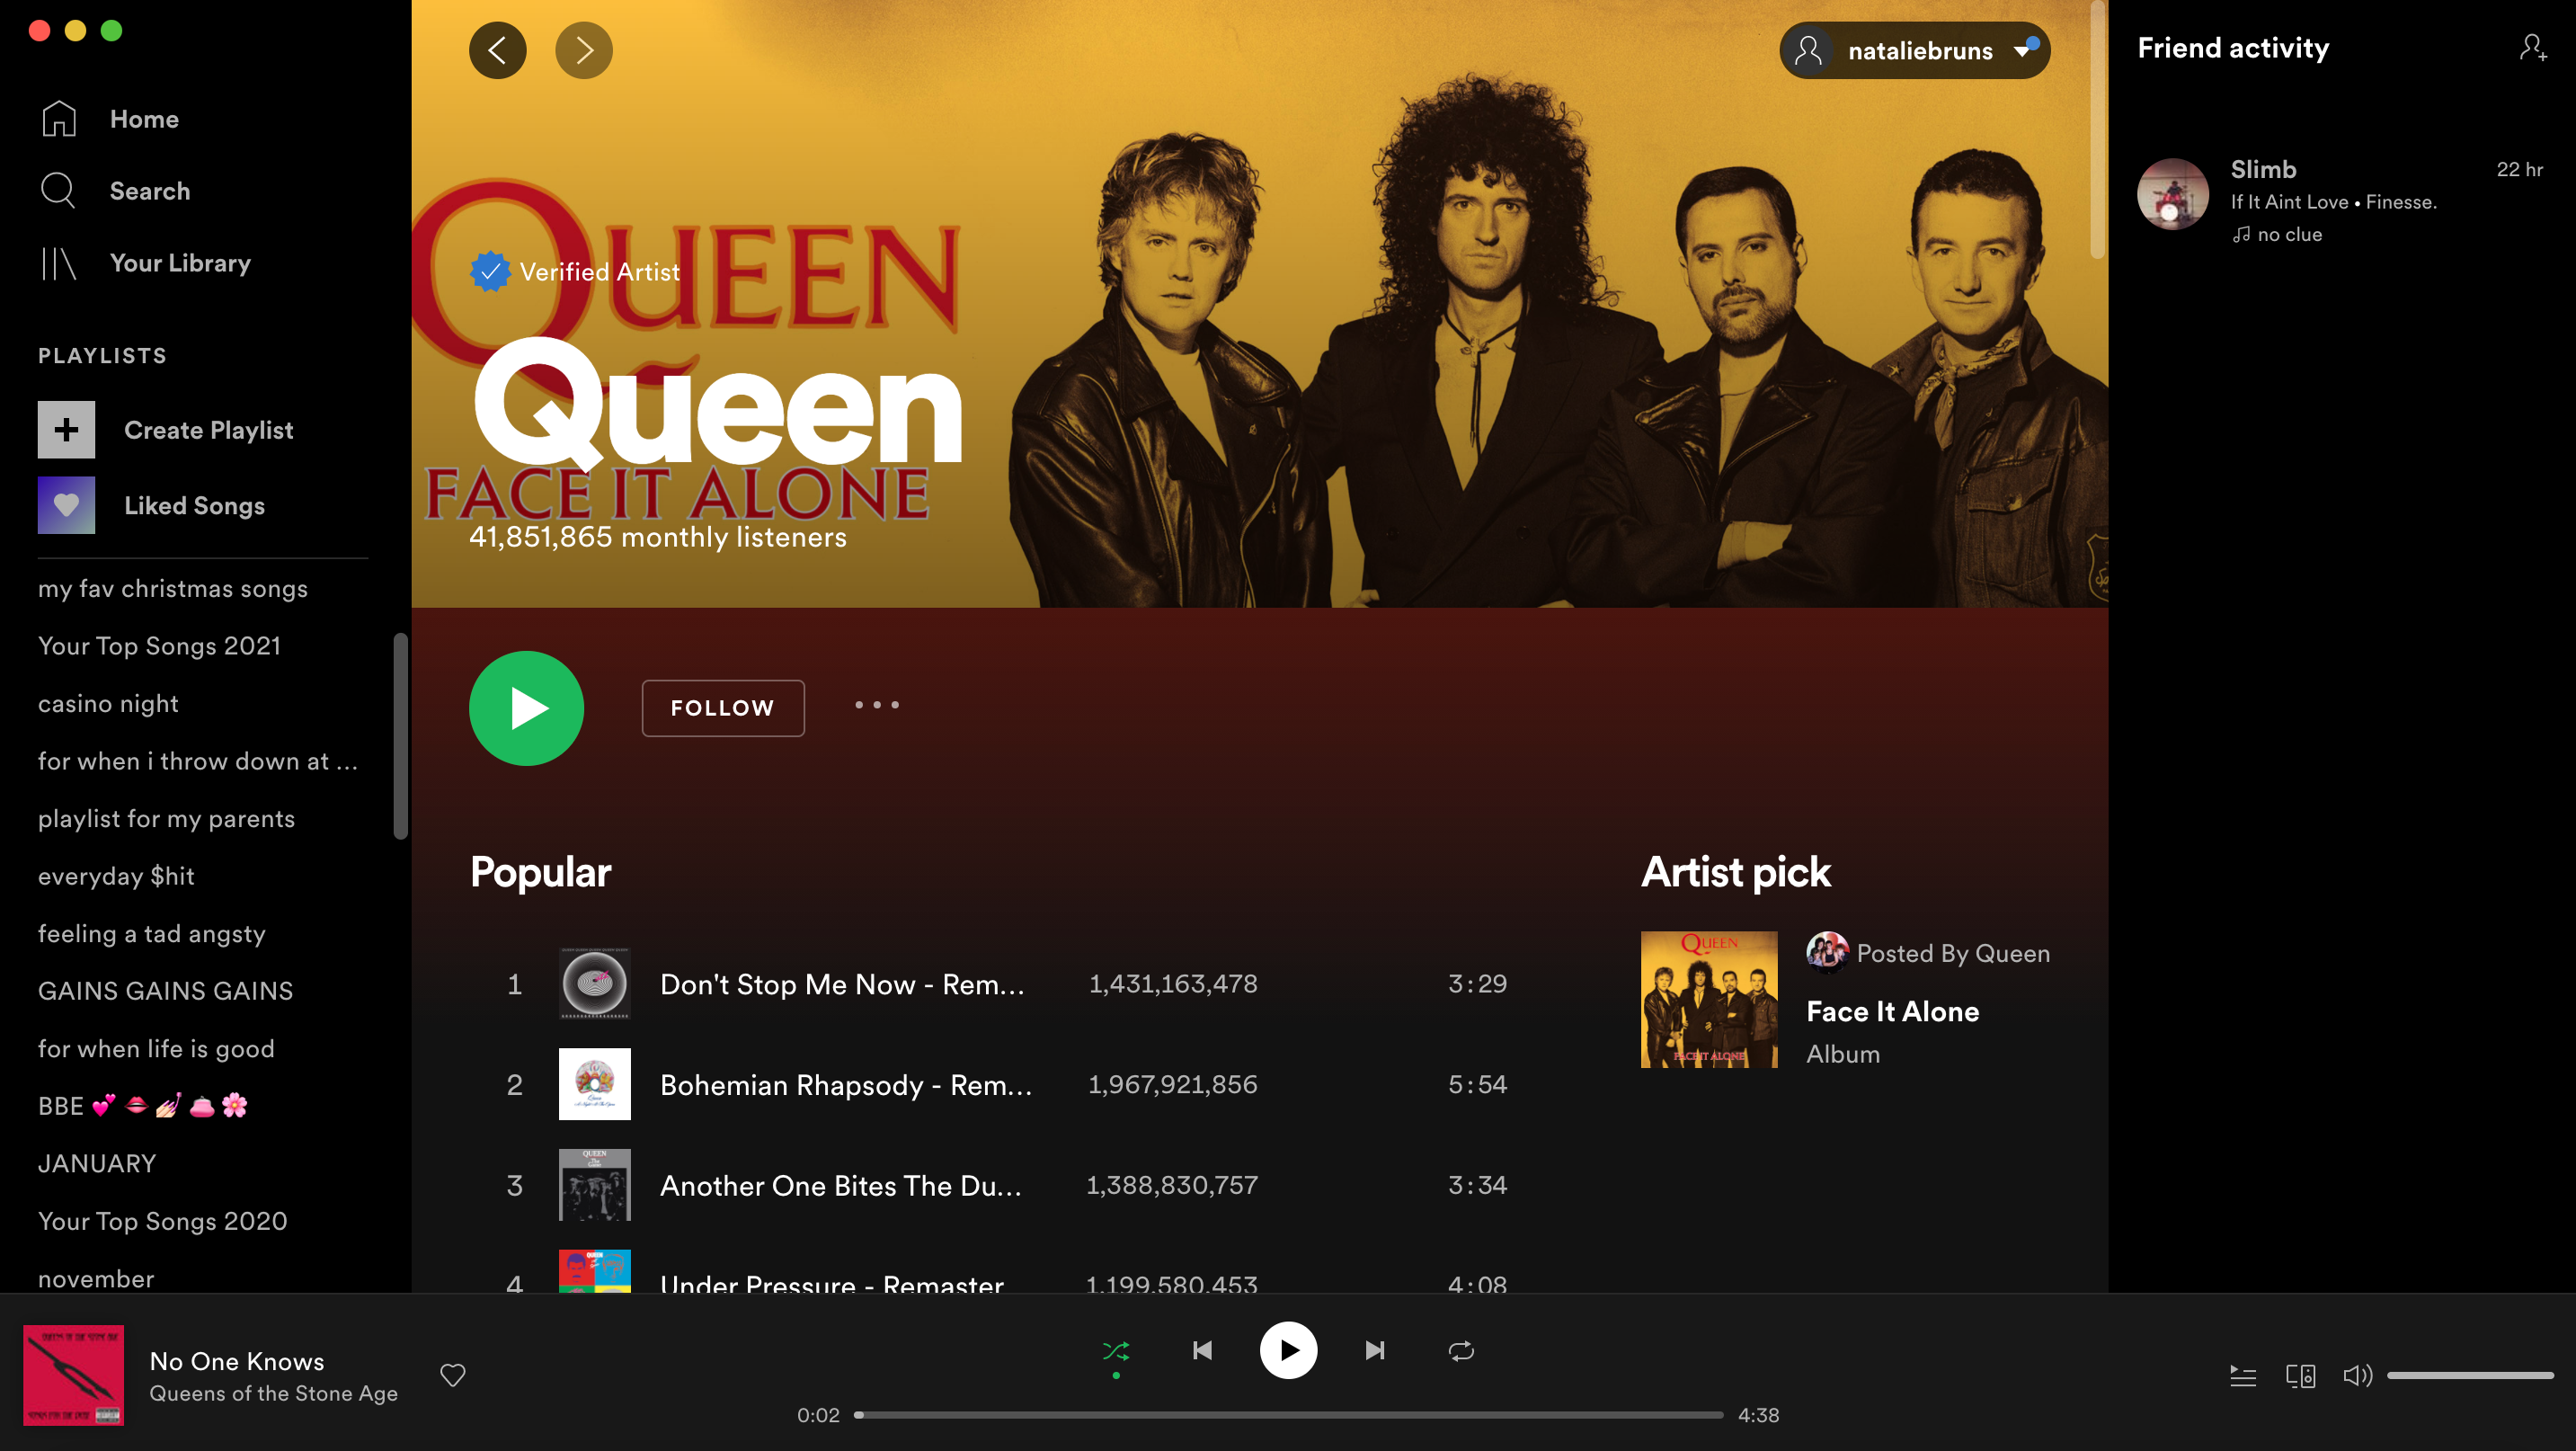 Home
Search
Your Library
PLAYLISTS
Create Playlist
Liked Songs
my fav christmas songs
Your Top Songs 2021
casino night
for when i throw down at ...
playlist for my parents
everyday $hit
feeling a tad angsty
GAINS GAINS GAINS
for when life is good
BBE 💕👄💅👛🌸
JANUARY
Your Top Songs 2020
november
nataliebruns
QUEEN
Verified Artist
Queen
FACE IT ALONE
41,851,865 monthly listeners
FOLLOW
Popular
1 Don't Stop Me Now - Rem... 1,431,163,478 3:29
2 Bohemian Rhapsody - Rem... 1,967,921,856 5:54
3 Another One Bites The Du... 1,388,830,757 3:34
4 Under Pressure - Remaster 1,199,580,453 4:08
Artist pick
QUEEN
FACE IT ALONE
Posted By Queen
Face It Alone
Album
Friend activity
Slimb 22 hr
If It Aint Love • Finesse.
no clue
No One Knows
Queens of the Stone Age
0:02 4:38